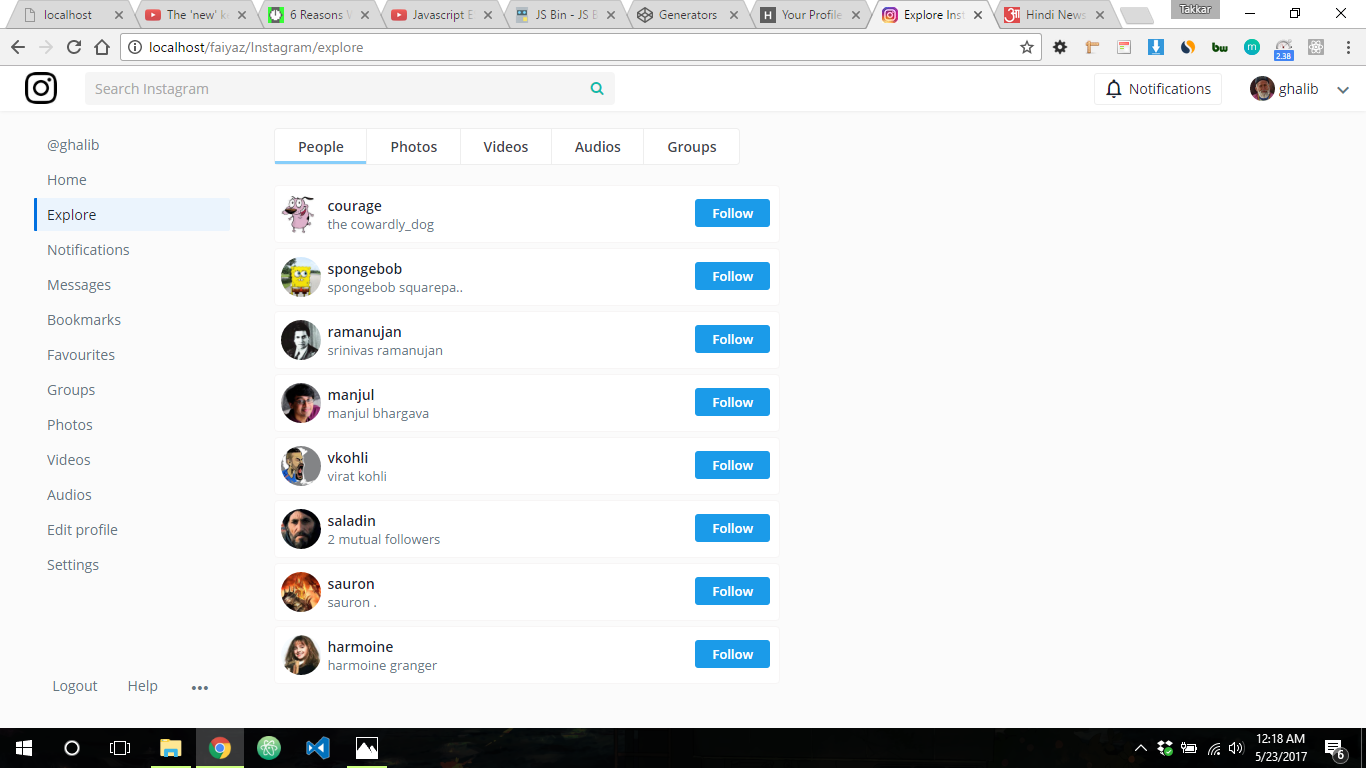 localhost
The 'new' k
6 Reasons V
Javascript E
JS Bin - JS B
Generators
Your Profile
Explore Inst
Hindi News
Takkar
localhost/faiyaz/Instagram/explore
bw
m
2.38
Search Instagram
Notifications
ghalib
@ghalib
Home
Explore
Notifications
Messages
Bookmarks
Favourites
Groups
Photos
Videos
Audios
Edit profile
Settings
Logout Help
People Photos Videos Audios Groups
courage
the cowardly_dog
Follow
spongebob
spongebob squarepa..
Follow
ramanujan
srinivas ramanujan
Follow
manjul
manjul bhargava
Follow
vkohli
virat kohli
Follow
saladin
2 mutual followers
Follow
sauron
sauron .
Follow
harmoine
harmoine granger
Follow
12:18 AM
5/23/2017
6